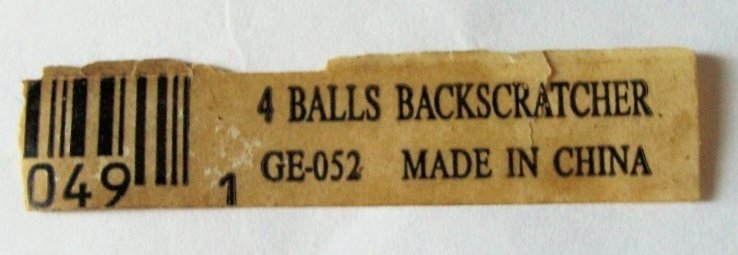 4 BALLS BACKSCRATCHER
GE-052 MADE IN CHINA
049 1